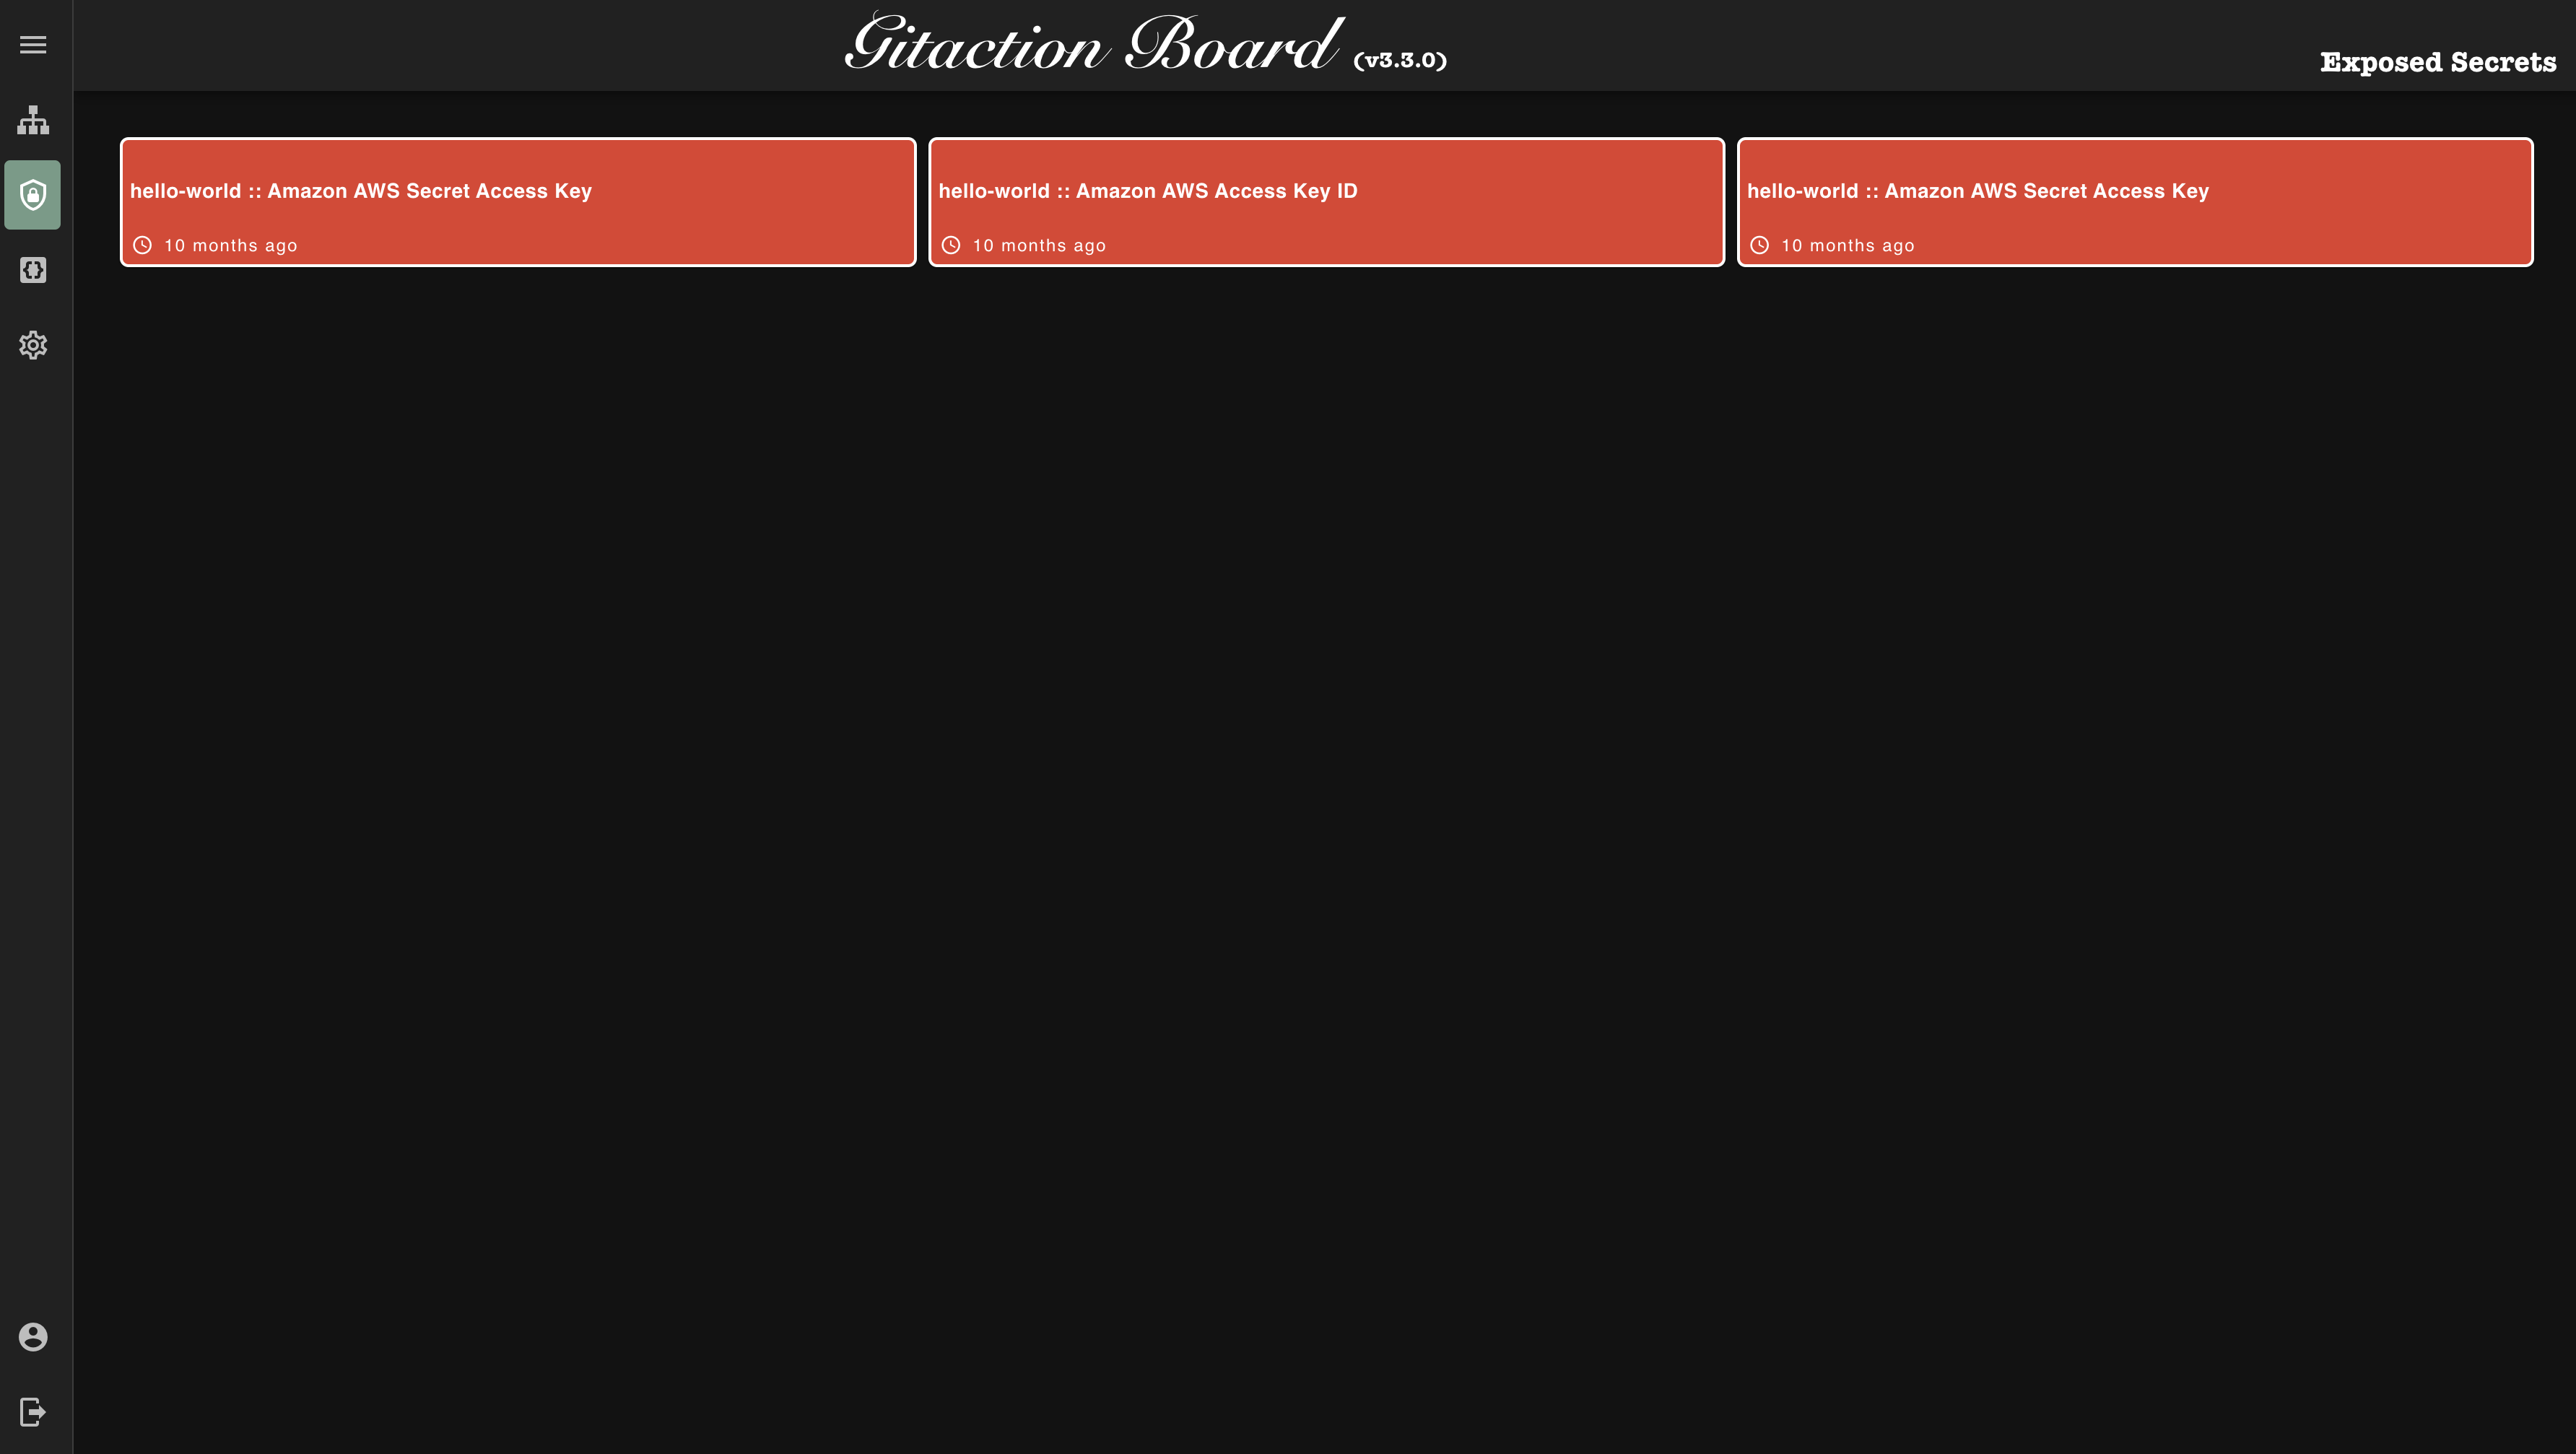 Gitaction Board (v3.3.0)
Exposed Secrets
hello-world :: Amazon AWS Secret Access Key
10 months ago
hello-world :: Amazon AWS Access Key ID
10 months ago
hello-world :: Amazon AWS Secret Access Key
10 months ago